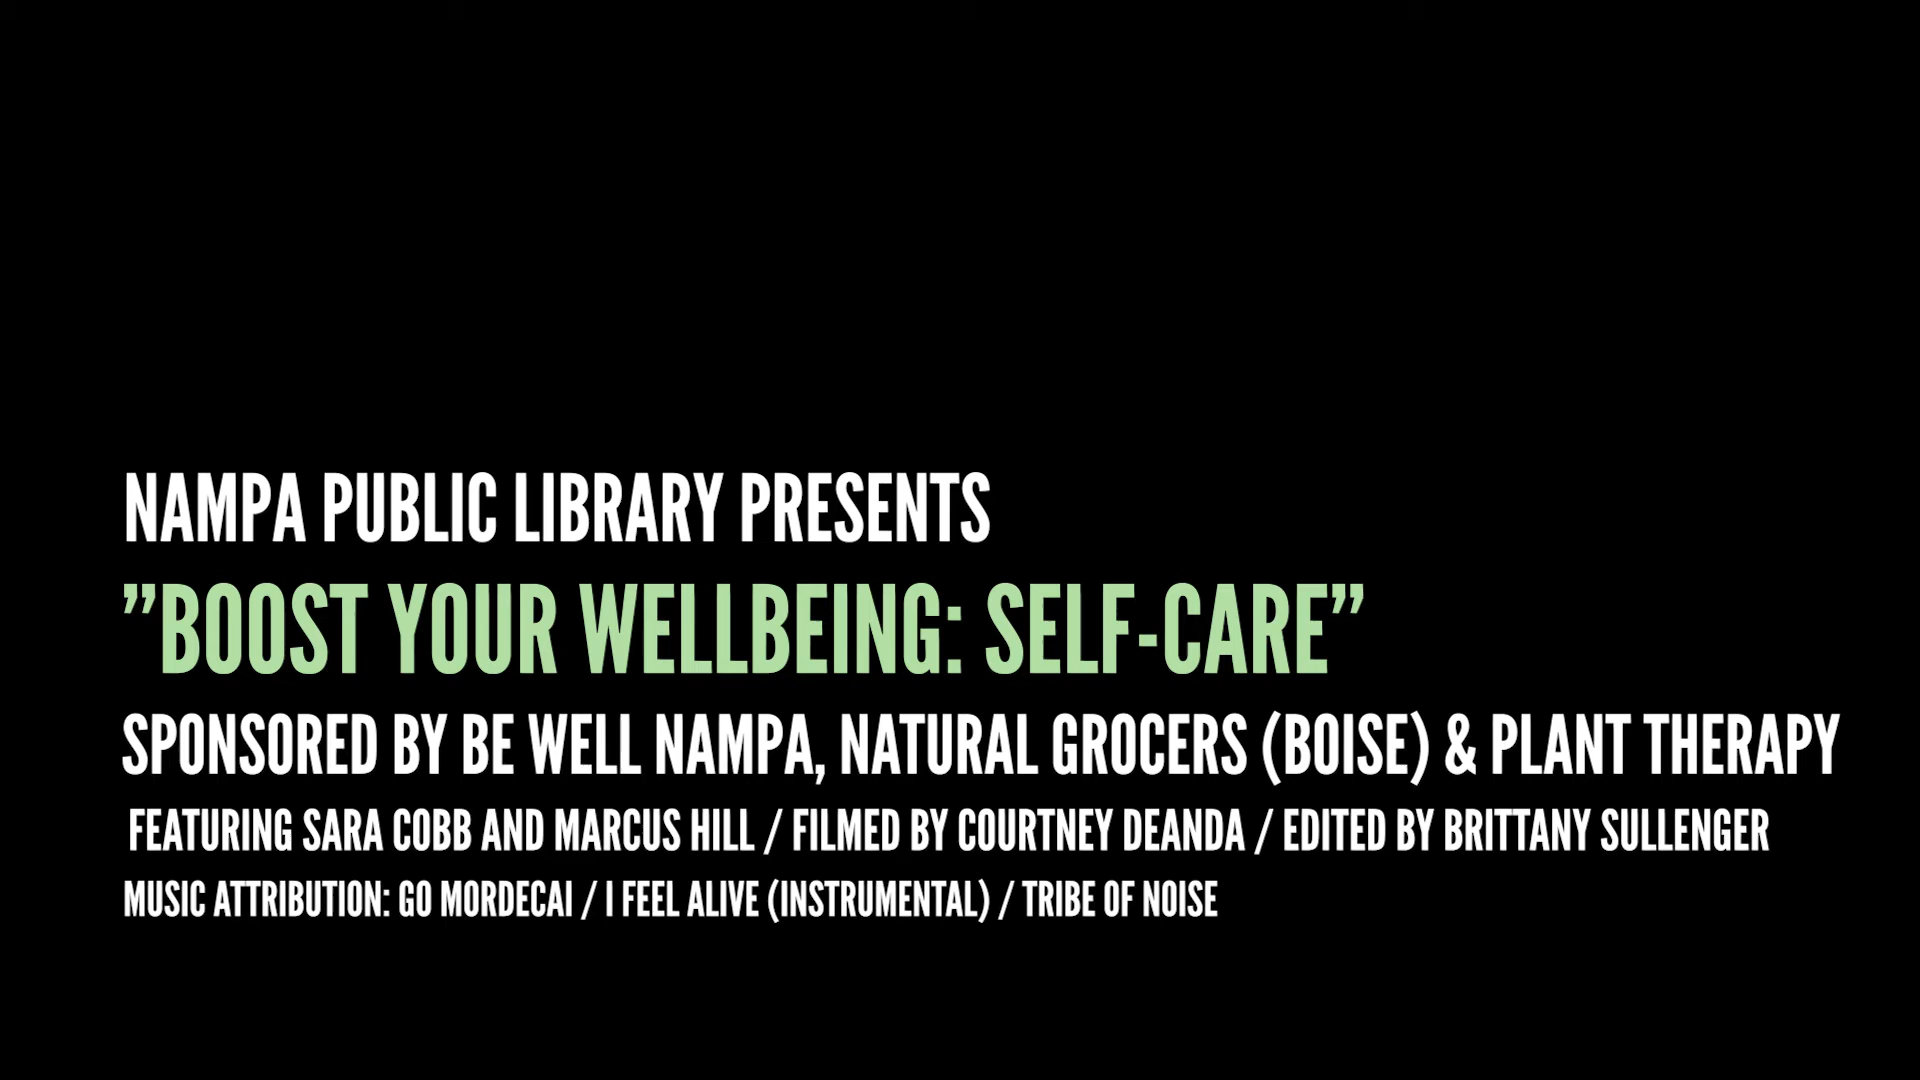 NAMPA PUBLIC LIBRARY PRESENTS
”BOOST YOUR WELLBEING: SELF-CARE”
SPONSORED BY BE WELL NAMPA, NATURAL GROCERS (BOISE) & PLANT THERAPY
FEATURING SARA COBB AND MARCUS HILL / FILMED BY COURTNEY DEANDA / EDITED BY BRITTANY SULLENGER
MUSIC ATTRIBUTION: GO MORDECAI / I FEEL ALIVE (INSTRUMENTAL) / TRIBE OF NOISE